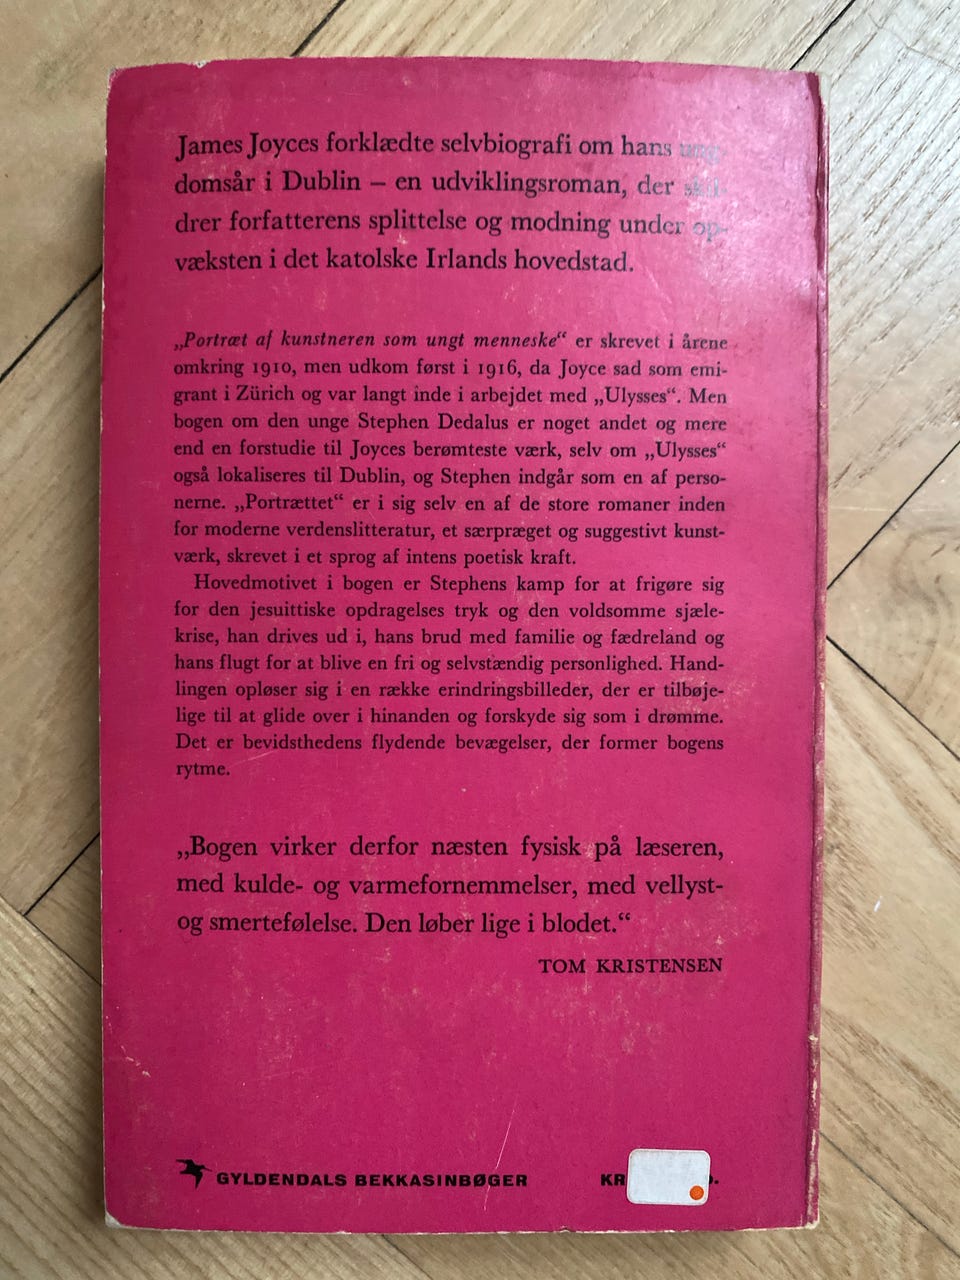 James Joyces forklædte selvbiografi om hans ung-
domsår i Dublin – en udviklingsroman, der skil-
drer forfatterens splittelse og modning under op-
væksten i det katolske Irlands hovedstad.
„Portræt af kunstneren som ungt menneske“ er skrevet i årene
omkring 1910, men udkom først i 1916, da Joyce sad som emi-
grant i Zürich og var langt inde i arbejdet med „Ulysses“. Men
bogen om den unge Stephen Dedalus er noget andet og mere
end en forstudie til Joyces berømteste værk, selv om „Ulysses“
også lokaliseres til Dublin, og Stephen indgår som en af perso-
nerne. „Portrættet“ er i sig selv en af de store romaner inden
for moderne verdenslitteratur, et særpræget og suggestivt kunst-
værk, skrevet i et sprog af intens poetisk kraft.
Hovedmotivet i bogen er Stephens kamp for at frigøre sig
for den jesuittiske opdragelses tryk og den voldsomme sjæle-
krise, han drives ud i, hans brud med familie og fædreland og
hans flugt for at blive en fri og selvstændig personlighed. Hand-
lingen opløser sig i en række erindringsbilleder, der er tilbøje-
lige til at glide over i hinanden og forskyde sig som i drømme.
Det er bevidsthedens flydende bevægelser, der former bogens
rytme.
„Bogen virker derfor næsten fysisk på læseren,
med kulde- og varmefornemmelser, med vellyst-
og smertefølelse. Den løber lige i blodet.“
TOM KRISTENSEN
GYLDENDALS BEKKASINBØGER KR